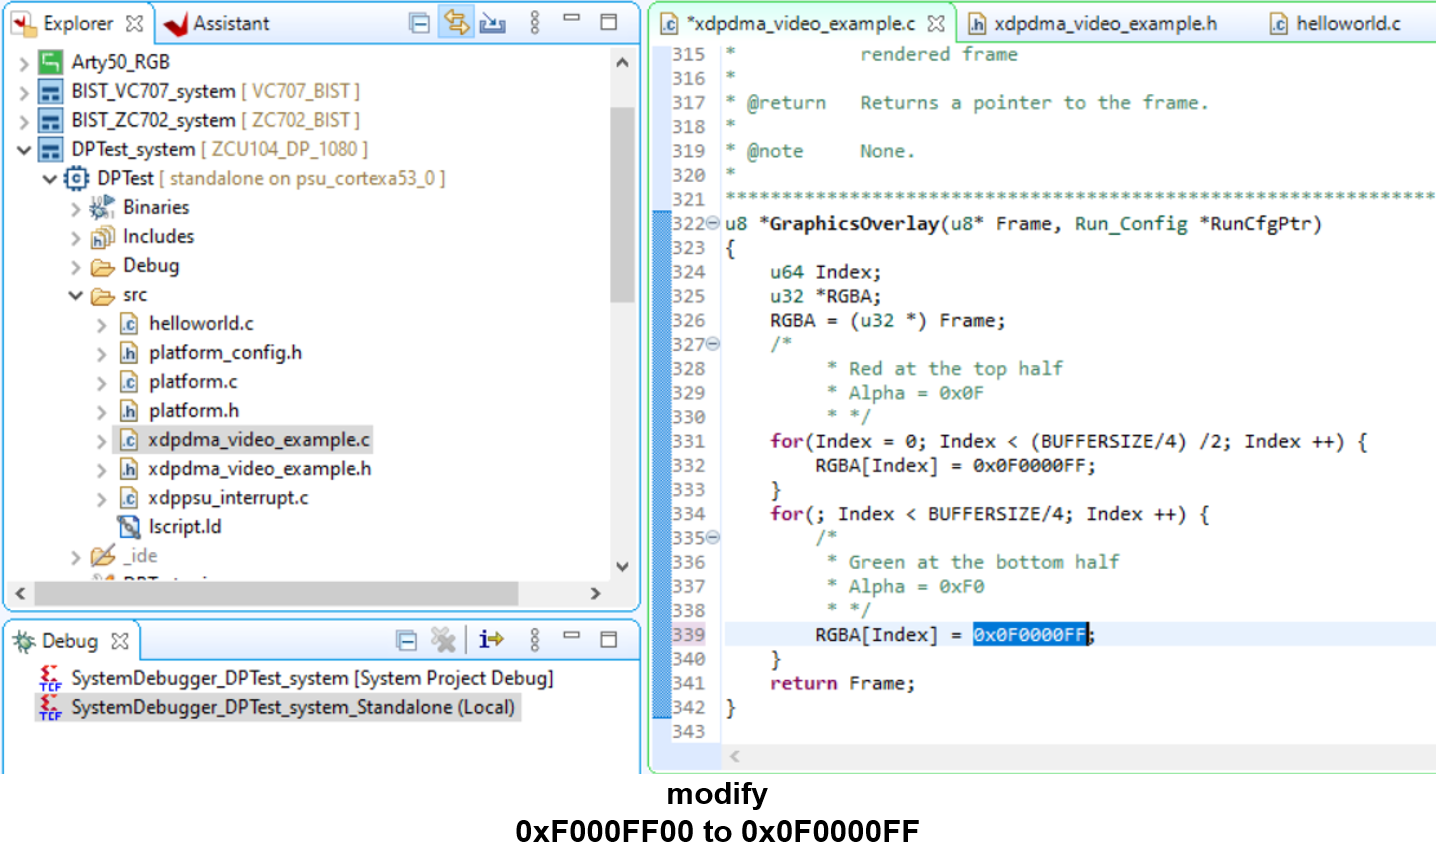 Explorer
Assistant
Arty50_RGB
BIST_VC707_system [ VC707_BIST ]
BIST_ZC702_system [ ZC702_BIST ]
DPTest_system [ ZCU104_DP_1080 ]
DPTest [ standalone on psu_cortexa53_0 ]
Binaries
Includes
Debug
src
helloworld.c
platform_config.h
platform.c
platform.h
xdpdma_video_example.c
xdpdma_video_example.h
xdppsu_interrupt.c
lscript.ld
_ide
Debug
SystemDebugger_DPTest_system [System Project Debug]
SystemDebugger_DPTest_system_Standalone (Local)
*xdpdma_video_example.c
xdpdma_video_example.h
helloworld.c
315 *           rendered frame
316 *
317 * @return   Returns a pointer to the frame.
318 *
319 * @note     None.
320 *
321 ***************************************************************
322 u8 *GraphicsOverlay(u8* Frame, Run_Config *RunCfgPtr)
323 {
324     u64 Index;
325     u32 *RGBA;
326     RGBA = (u32 *) Frame;
327     /*
328          * Red at the top half
329          * Alpha = 0x0F
330          * */
331     for(Index = 0; Index < (BUFFERSIZE/4) /2; Index ++) {
332         RGBA[Index] = 0x0F0000FF;
333     }
334     for(; Index < BUFFERSIZE/4; Index ++) {
335         /*
336          * Green at the bottom half
337          * Alpha = 0xF0
338          * */
339         RGBA[Index] = 0x0F0000FF;
340     }
341     return Frame;
342 }
343
modify
0xF000FF00 to 0x0F0000FF